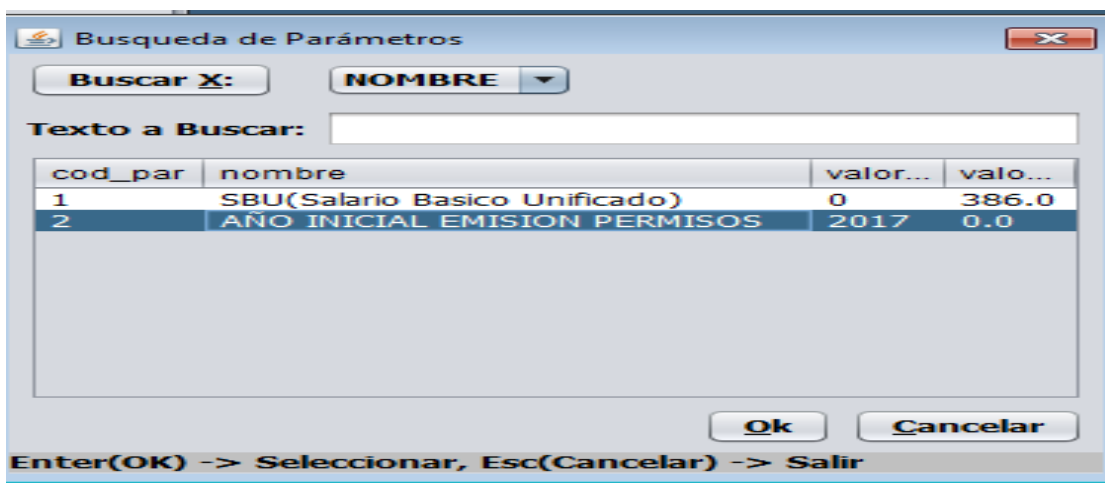 Busqueda de Parámetros
Buscar X: NOMBRE
Texto a Buscar:
cod_par nombre valor... valo...
1 SBU(Salario Basico Unificado) 0 386.0
2 AÑO INICIAL EMISION PERMISOS 2017 0.0
Ok Cancelar
Enter(OK) -> Seleccionar, Esc(Cancelar) -> Salir